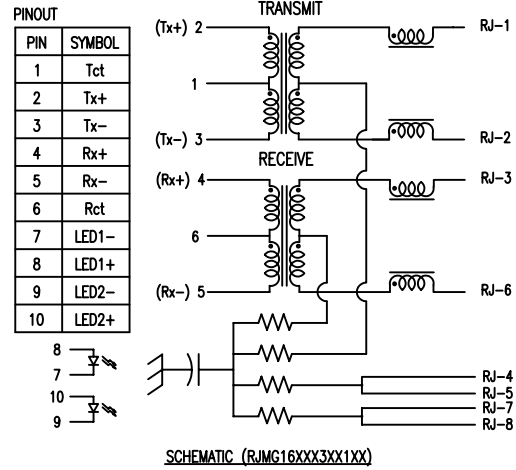 PINOUT
PIN SYMBOL
1 Tct
2 Tx+
3 Tx-
4 Rx+
5 Rx-
6 Rct
7 LED1-
8 LED1+
9 LED2-
10 LED2+
TRANSMIT
(Tx+) 2
RJ-1
1
(Tx-) 3
RJ-2
RECEIVE
(Rx+) 4
RJ-3
6
(Rx-) 5
RJ-6
8
7
10
9
RJ-4
RJ-5
RJ-7
RJ-8
SCHEMATIC (RJMG16XXX3XX1XX)